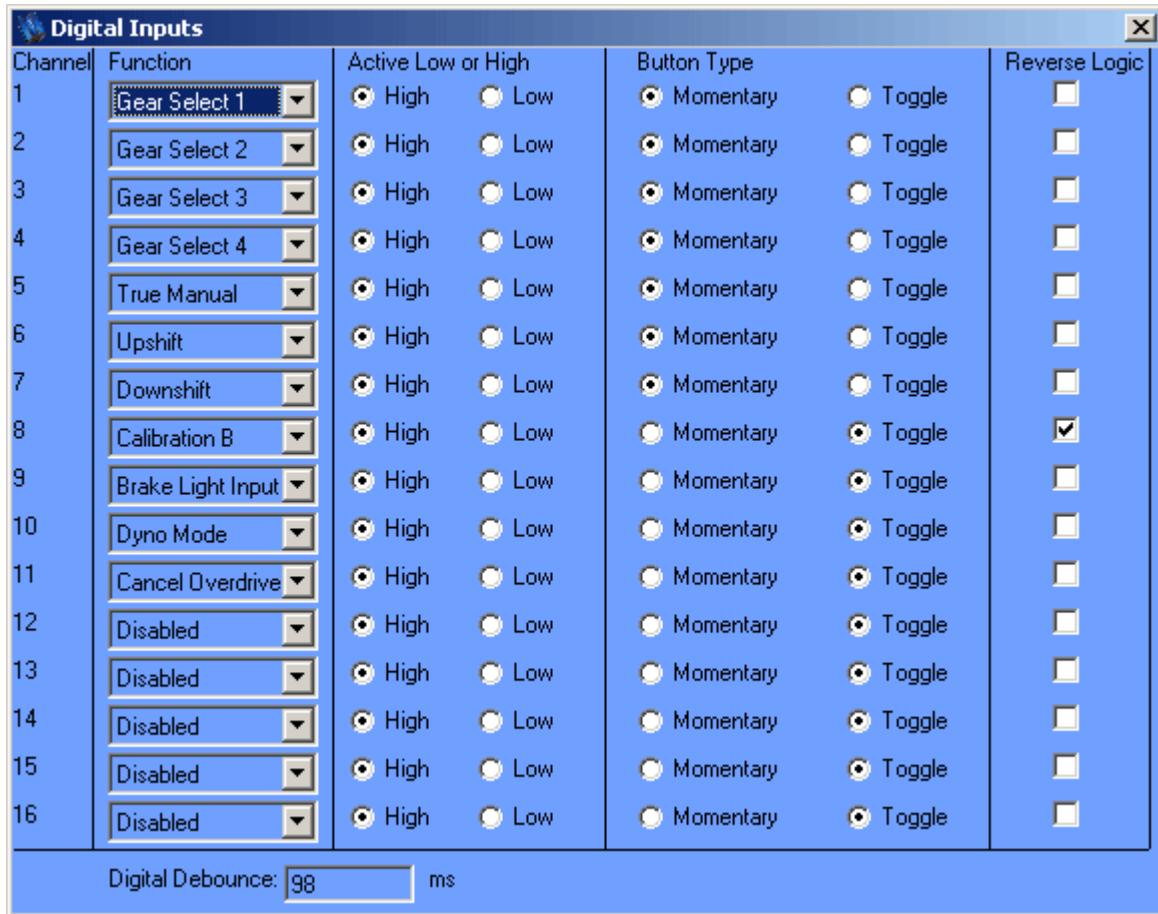 Digital Inputs
Channel Function Active Low or High Button Type Reverse Logic
1 Gear Select 1 High Low Momentary Toggle
2 Gear Select 2 High Low Momentary Toggle
3 Gear Select 3 High Low Momentary Toggle
4 Gear Select 4 High Low Momentary Toggle
5 True Manual High Low Momentary Toggle
6 Upshift High Low Momentary Toggle
7 Downshift High Low Momentary Toggle
8 Calibration B High Low Momentary Toggle
9 Brake Light Input High Low Momentary Toggle
10 Dyno Mode High Low Momentary Toggle
11 Cancel Overdrive High Low Momentary Toggle
12 Disabled High Low Momentary Toggle
13 Disabled High Low Momentary Toggle
14 Disabled High Low Momentary Toggle
15 Disabled High Low Momentary Toggle
16 Disabled High Low Momentary Toggle
Digital Debounce: 98 ms